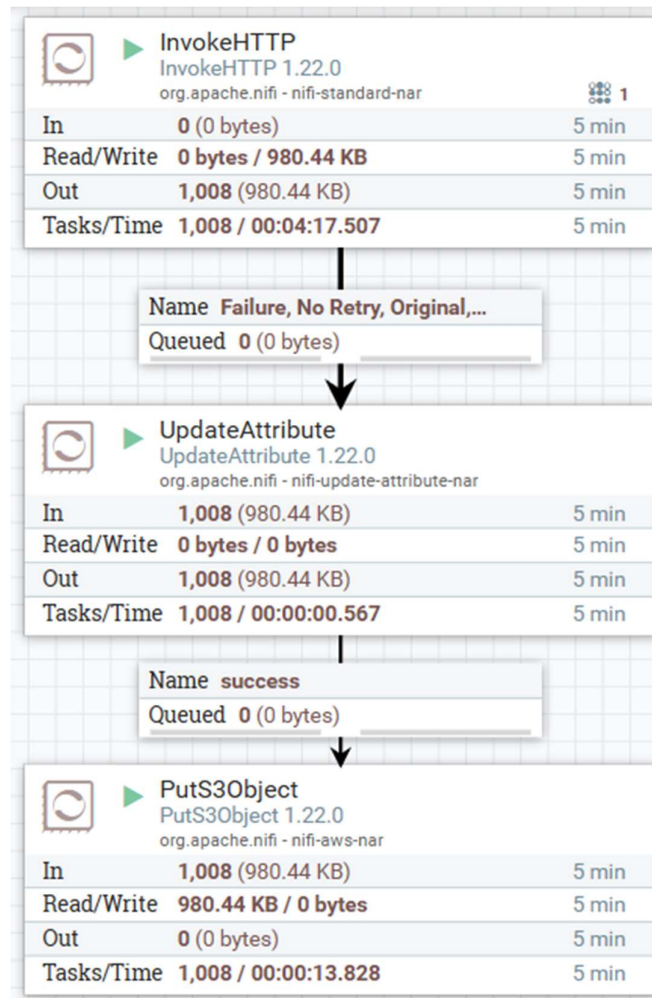 InvokeHTTP
InvokeHTTP 1.22.0
org.apache.nifi - nifi-standard-nar
1
In 0 (0 bytes) 5 min
Read/Write 0 bytes / 980.44 KB 5 min
Out 1,008 (980.44 KB) 5 min
Tasks/Time 1,008 / 00:04:17.507 5 min
Name Failure, No Retry, Original,...
Queued 0 (0 bytes)
UpdateAttribute
UpdateAttribute 1.22.0
org.apache.nifi - nifi-update-attribute-nar
In 1,008 (980.44 KB) 5 min
Read/Write 0 bytes / 0 bytes 5 min
Out 1,008 (980.44 KB) 5 min
Tasks/Time 1,008 / 00:00:00.567 5 min
Name success
Queued 0 (0 bytes)
PutS3Object
PutS3Object 1.22.0
org.apache.nifi - nifi-aws-nar
In 1,008 (980.44 KB) 5 min
Read/Write 980.44 KB / 0 bytes 5 min
Out 0 (0 bytes) 5 min
Tasks/Time 1,008 / 00:00:13.828 5 min